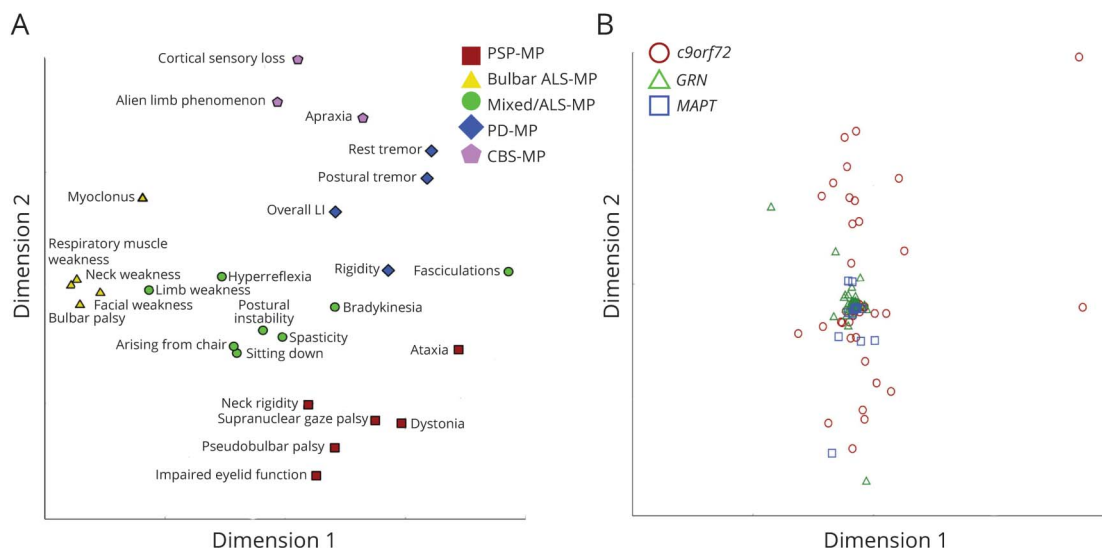 A
Cortical sensory loss
Alien limb phenomenon
Apraxia
Rest tremor
Postural tremor
Myoclonus
Overall LI
Respiratory muscle
weakness
Neck weakness
Limb weakness
Facial weakness
Bulbar palsy
Hyperreflexia
Rigidity
Fasciculations
Postural
instability
Bradykinesia
Spasticity
Arising from chair
Sitting down
Ataxia
Neck rigidity
Supranuclear gaze palsy
Dystonia
Pseudobulbar palsy
Impaired eyelid function
PSP-MP
Bulbar ALS-MP
Mixed/ALS-MP
PD-MP
CBS-MP
Dimension 2
Dimension 1
B
c9orf72
GRN
MAPT
Dimension 2
Dimension 1